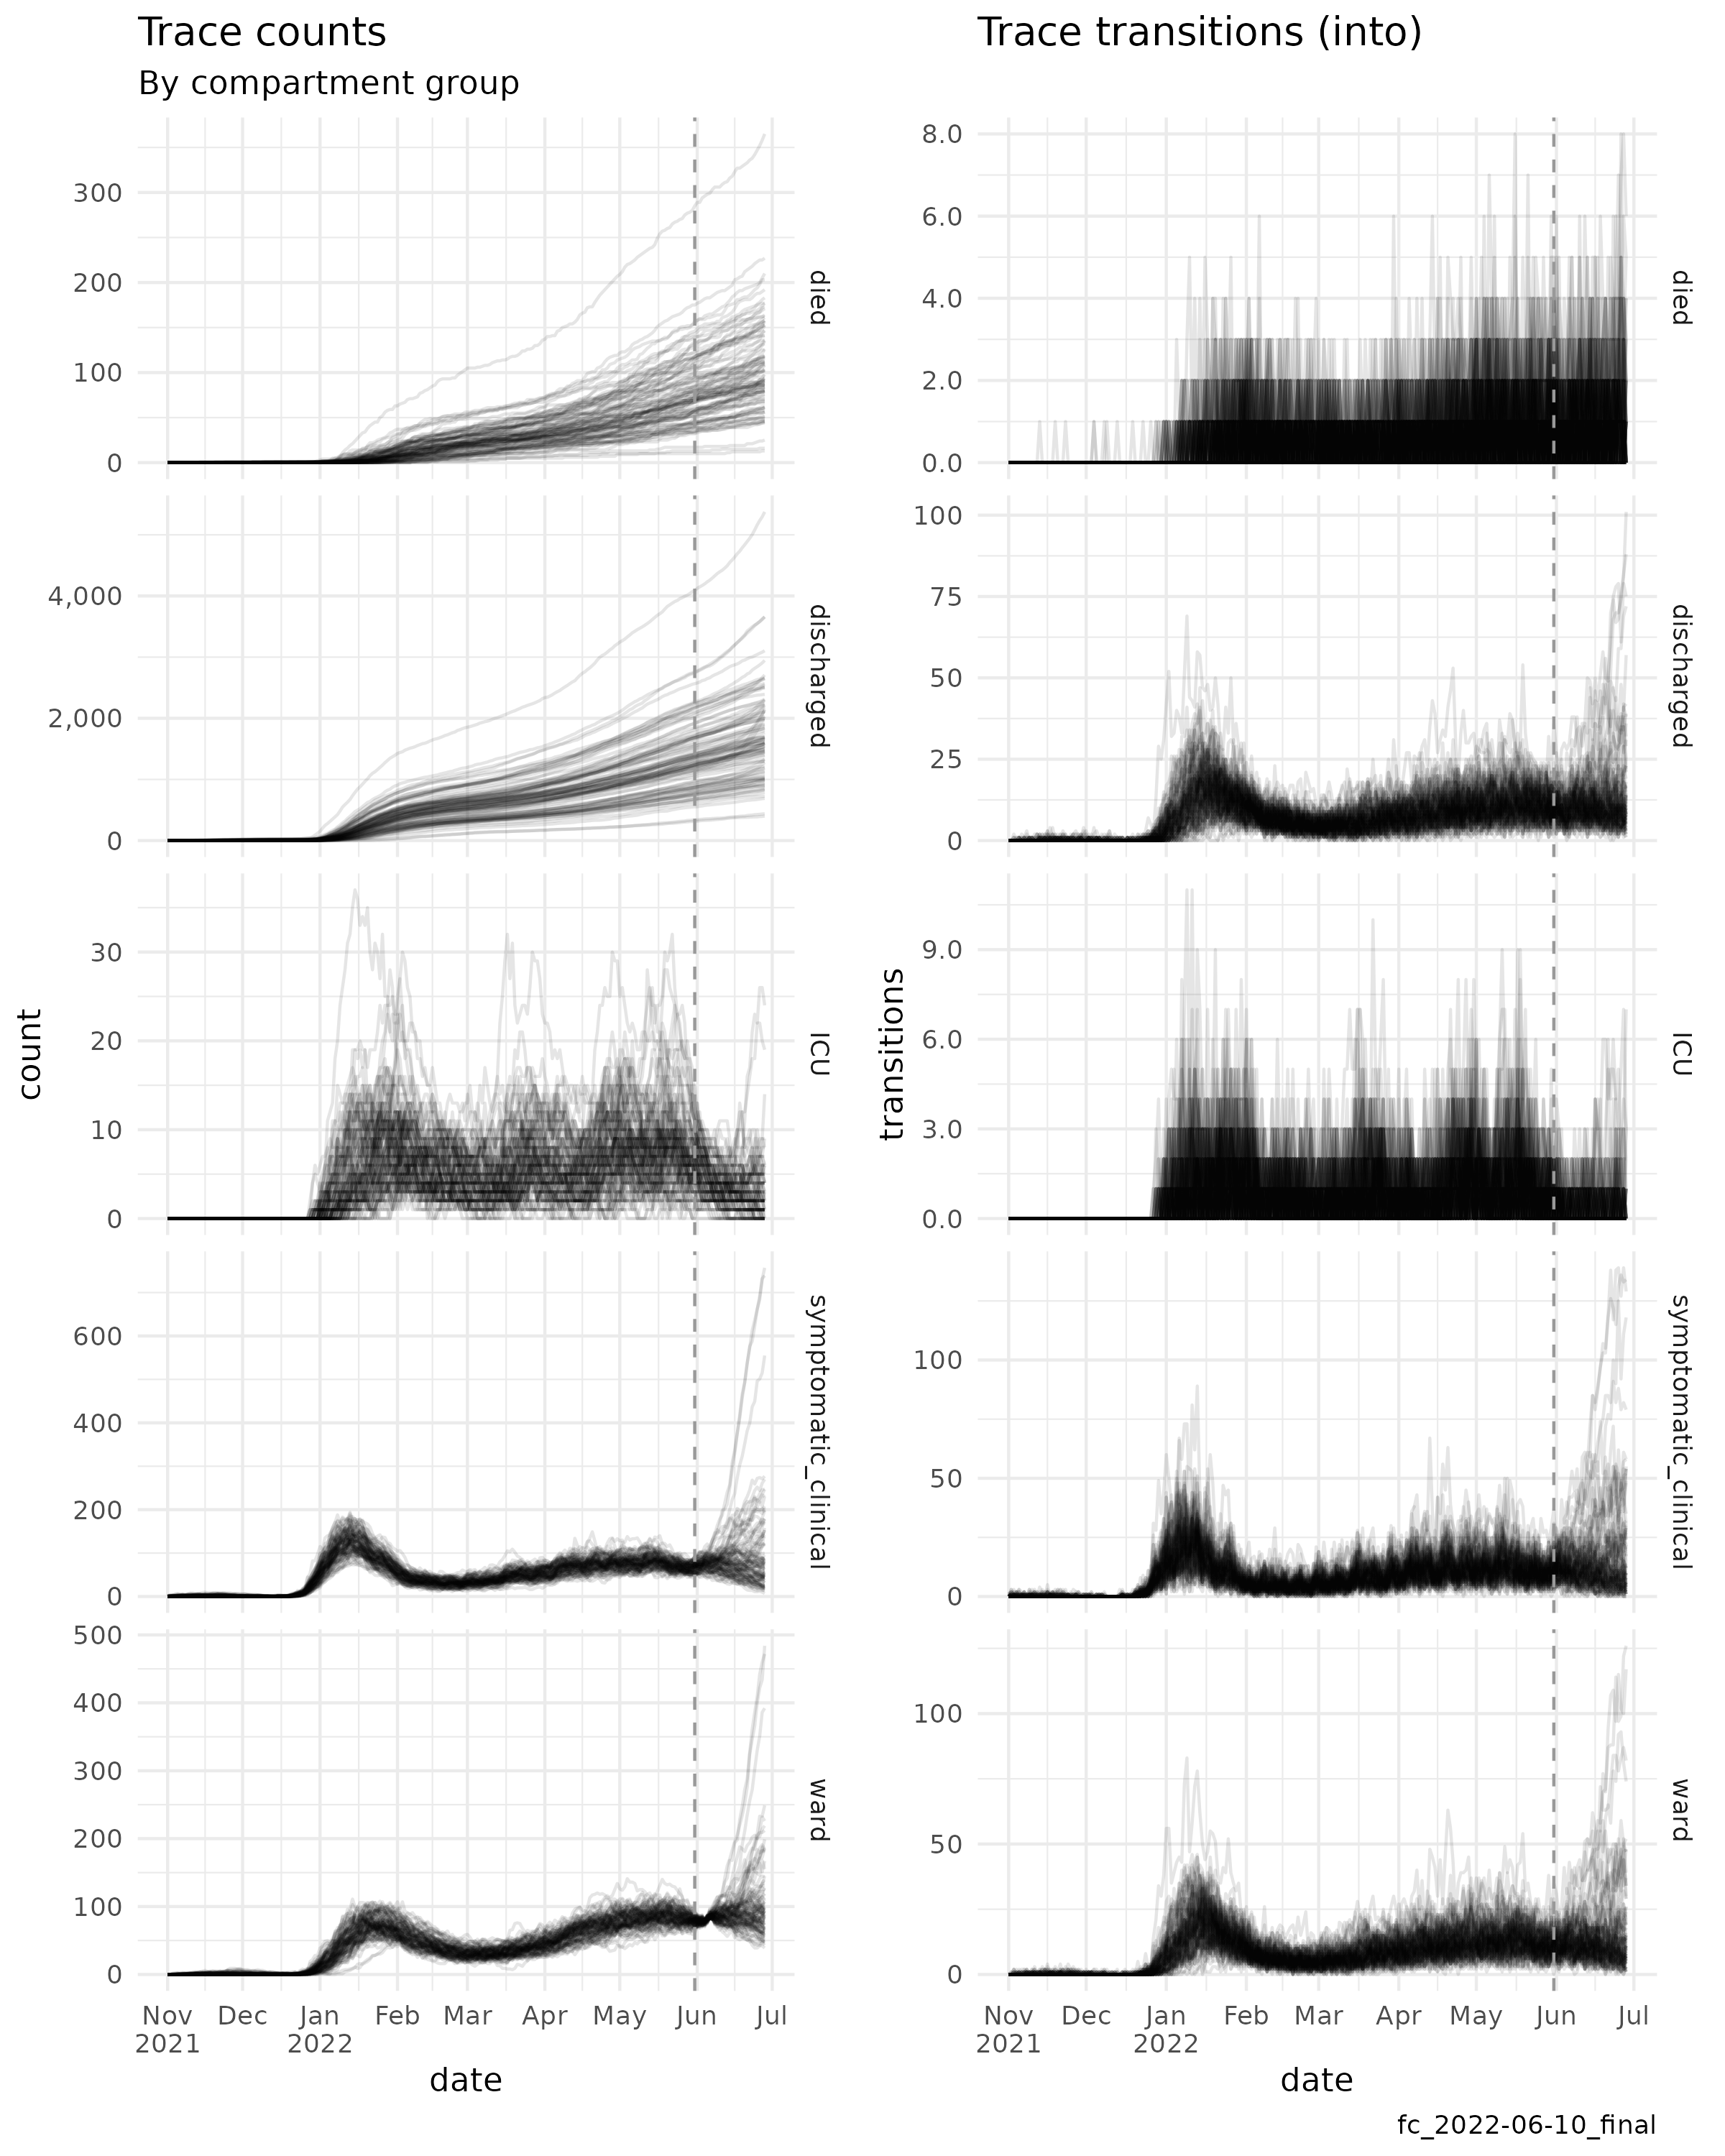 Trace counts
By compartment group
count
300
200
100
0
died
4,000
2,000
0
discharged
30
20
10
0
ICU
600
400
200
0
symptomatic_clinical
500
400
300
200
100
0
ward
Nov Dec Jan Feb Mar Apr May Jun Jul
2021 2022
date
Trace transitions (into)
transitions
8.0
6.0
4.0
2.0
0.0
died
100
75
50
25
0
discharged
9.0
6.0
3.0
0.0
ICU
100
50
0
symptomatic_clinical
100
50
0
ward
Nov Dec Jan Feb Mar Apr May Jun Jul
2021 2022
date
fc_2022-06-10_final